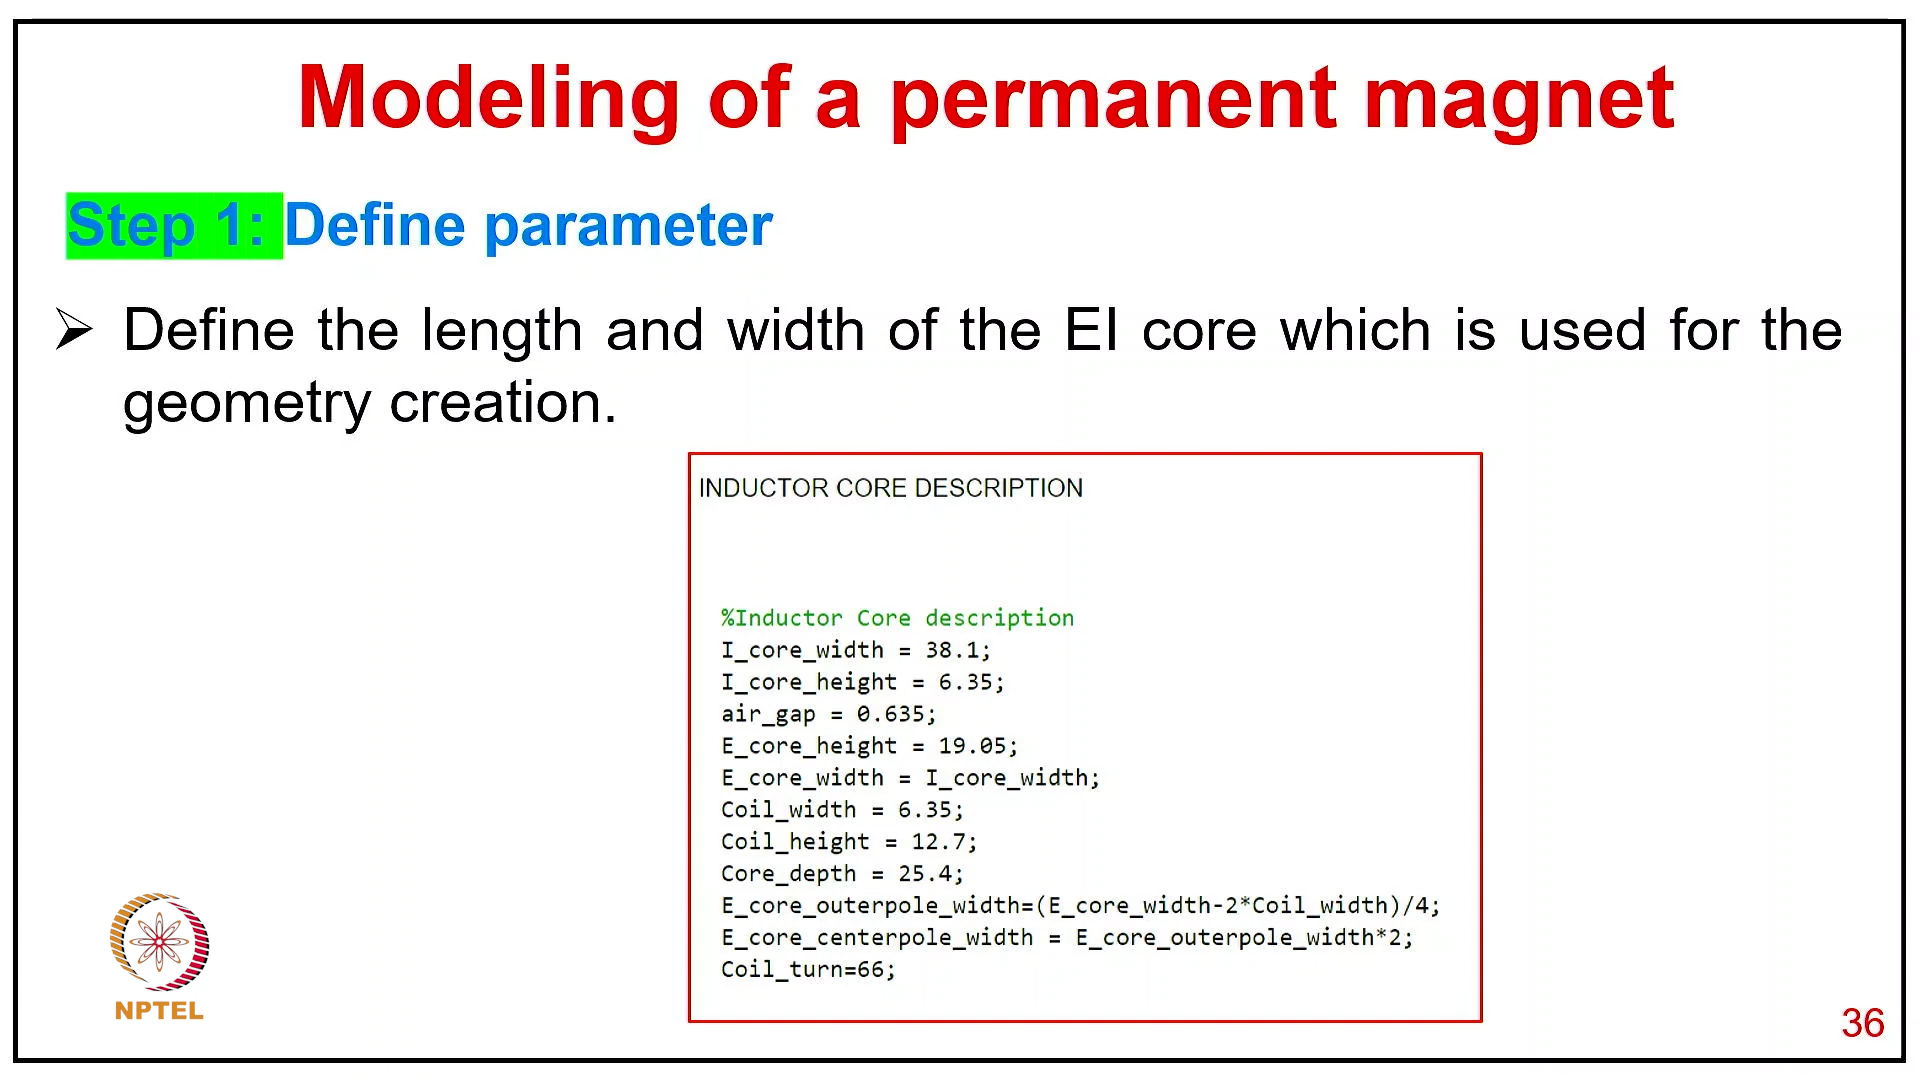 Modeling of a permanent magnet
Step 1: Define parameter
➢ Define the length and width of the EI core which is used for the
geometry creation.
INDUCTOR CORE DESCRIPTION
%Inductor Core description
I_core_width = 38.1;
I_core_height = 6.35;
air_gap = 0.635;
E_core_height = 19.05;
E_core_width = I_core_width;
Coil_width = 6.35;
Coil_height = 12.7;
Core_depth = 25.4;
E_core_outerpole_width=(E_core_width-2*Coil_width)/4;
E_core_centerpole_width = E_core_outerpole_width*2;
Coil_turn=66;
NPTEL
36